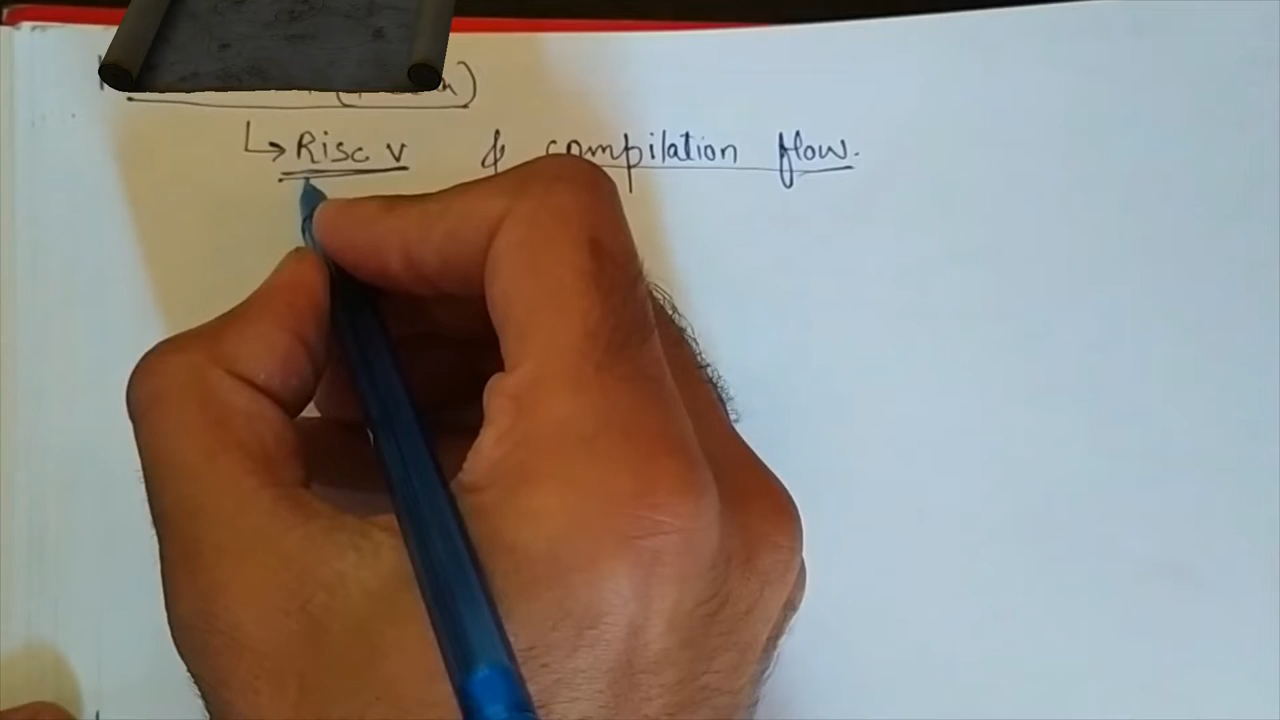 ↳ Risc v & compilation flow.